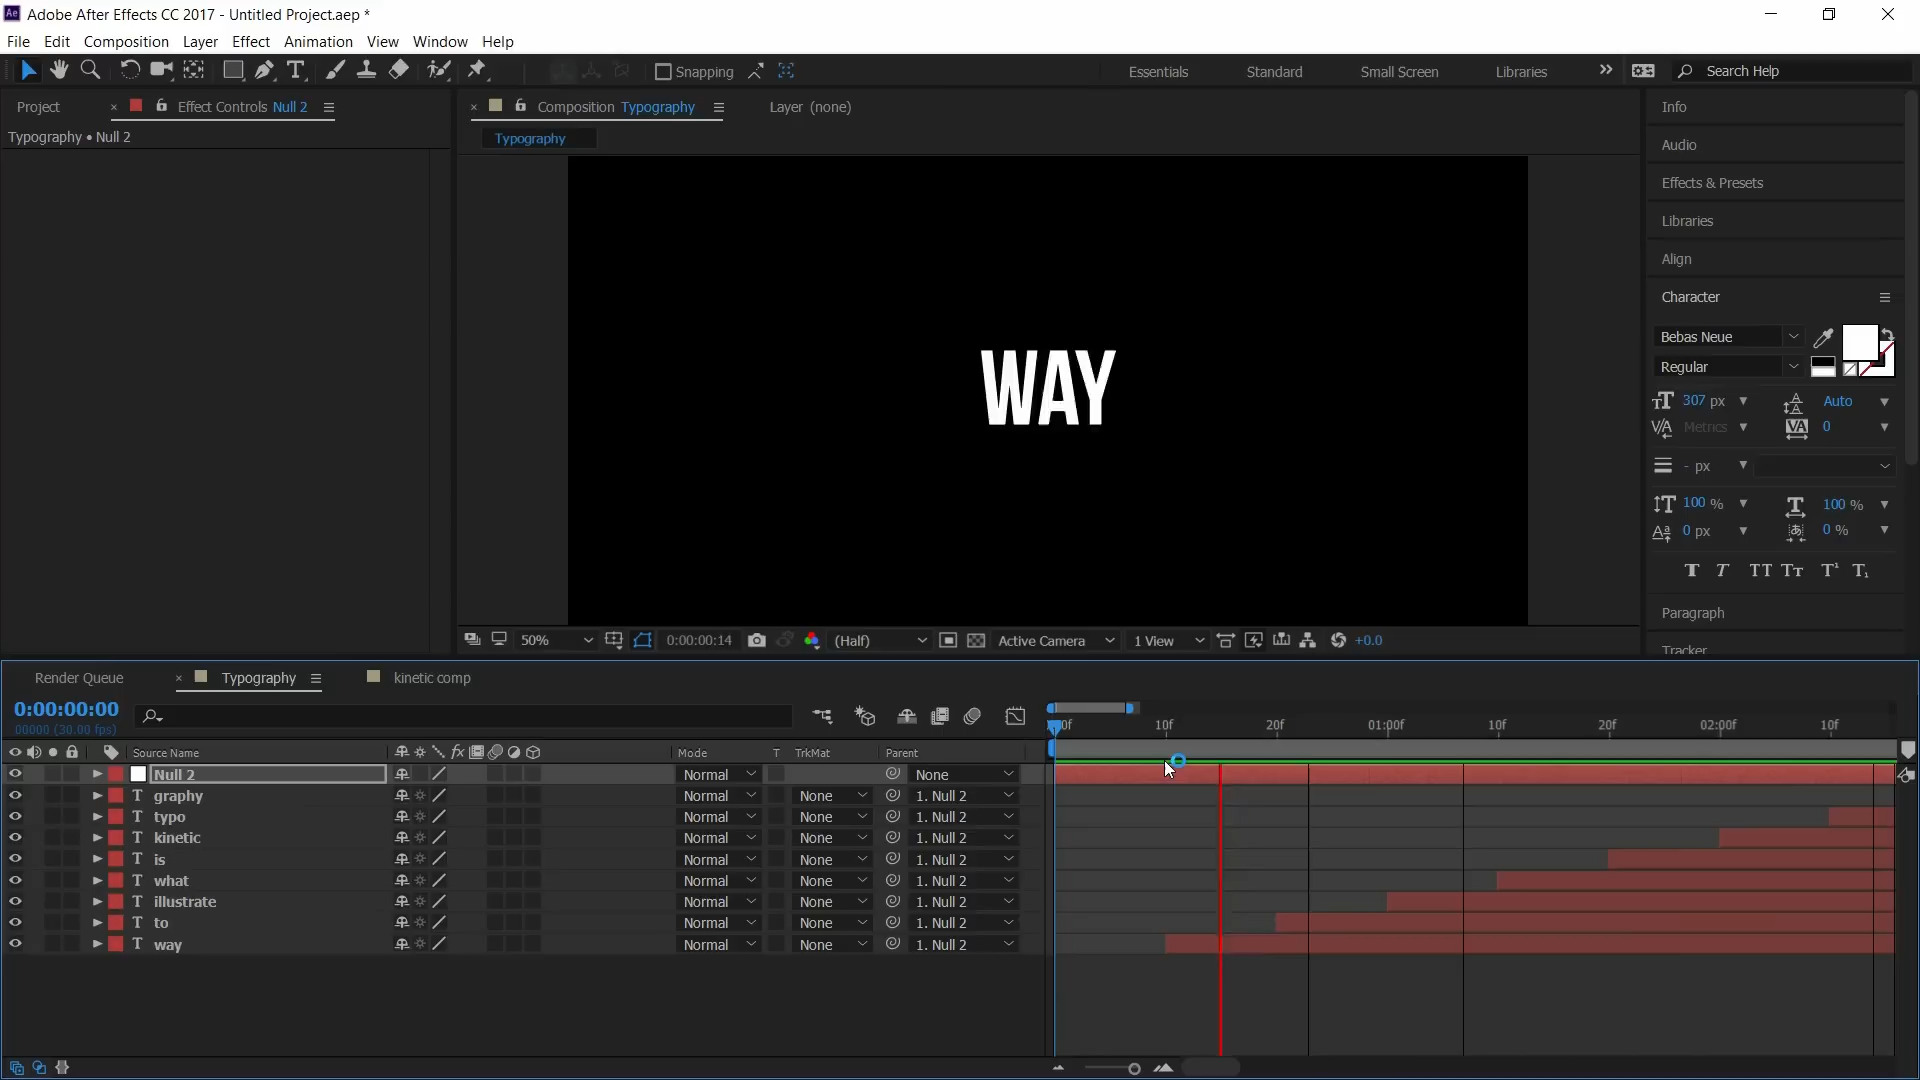 Ae Adobe After Effects CC 2017 - Untitled Project.aep *
File Edit Composition Layer Effect Animation View Window Help
Snapping Essentials Standard Small Screen Libraries Search Help
Project Effect Controls Null 2 Composition Typography Layer (none) Info
Typography • Null 2 Typography Audio
Effects & Presets
Libraries
Align
Character
Bebas Neue
Regular
307 px Auto
Metrics 0
- px
100 % 100 %
0 px 0 %
WAY
Paragraph
Tracker
50% 0:00:00:14 (Half) Active Camera 1 View +0.0
Render Queue Typography kinetic comp
0:00:00:00
00000 (30.00 fps)
10f 20f 01:00f 10f 20f 02:00f 10f
Source Name fx Mode T TrkMat Parent
Null 2 Normal None
T graphy Normal None 1. Null 2
T typo Normal None 1. Null 2
T kinetic Normal None 1. Null 2
T is Normal None 1. Null 2
T what Normal None 1. Null 2
T illustrate Normal None 1. Null 2
T to Normal None 1. Null 2
T way Normal None 1. Null 2